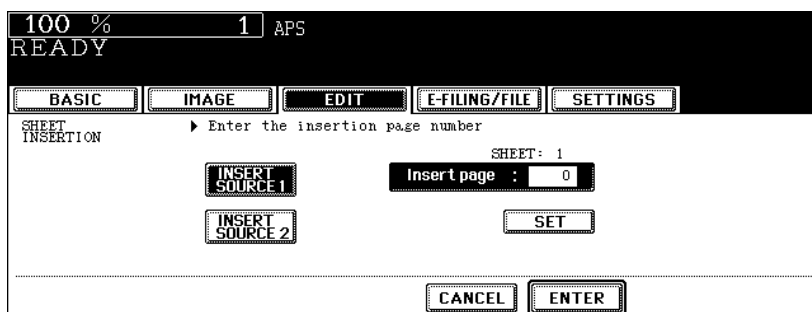 100 % 1 APS
READY
BASIC IMAGE EDIT E-FILING/FILE SETTINGS
SHEET INSERTION
Enter the insertion page number
SHEET: 1
INSERT SOURCE 1
Insert page : 0
INSERT SOURCE 2
SET
CANCEL ENTER